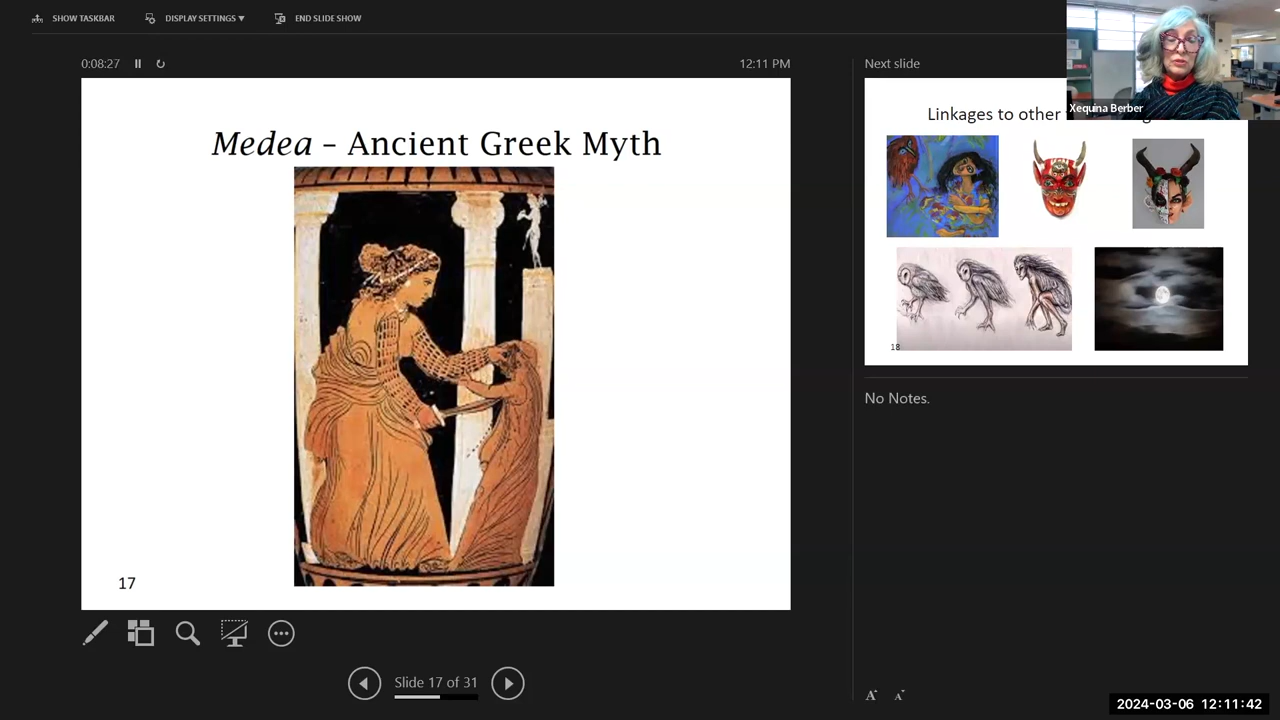 SHOW TASKBAR
DISPLAY SETTINGS ▼
END SLIDE SHOW
0:08:27
12:11 PM
Medea – Ancient Greek Myth
17
Slide 17 of 31
Next slide
Linkages to other
18
No Notes.
A
A
Xequina Berber
2024-03-06 12:11:42